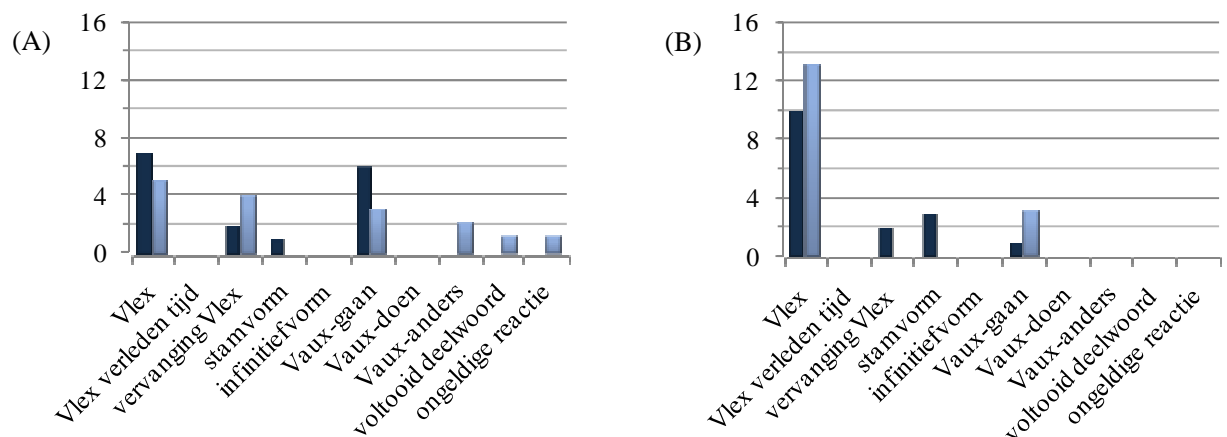 (A)
16
12
8
4
0
Vlex
Vlex verleden tijd
vervanging Vlex
stamvorm
infinitiefvorm
Vaux-gaan
Vaux-doen
Vaux-anders
voltooid deelwoord
ongeldige reactie
(B)
16
12
8
4
0
Vlex
Vlex verleden tijd
vervanging Vlex
stamvorm
infinitiefvorm
Vaux-gaan
Vaux-doen
Vaux-anders
voltooid deelwoord
ongeldige reactie